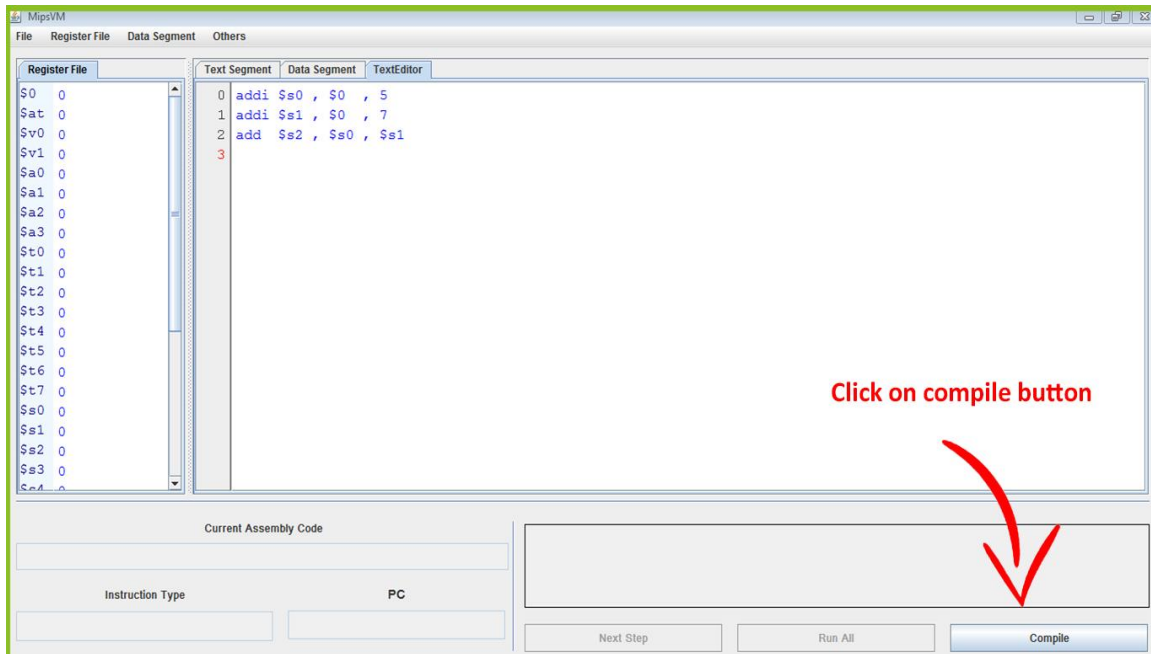 MipsVM
File Register File Data Segment Others
Register File
Text Segment Data Segment TextEditor
$0 0
$at 0
$v0 0
$v1 0
$a0 0
$a1 0
$a2 0
$a3 0
$t0 0
$t1 0
$t2 0
$t3 0
$t4 0
$t5 0
$t6 0
$t7 0
$s0 0
$s1 0
$s2 0
$s3 0
$s4 0
0 addi $s0 , $0 , 5
1 addi $s1 , $0 , 7
2 add $s2 , $s0 , $s1
3
Click on compile button
Current Assembly Code
Instruction Type
PC
Next Step
Run All
Compile